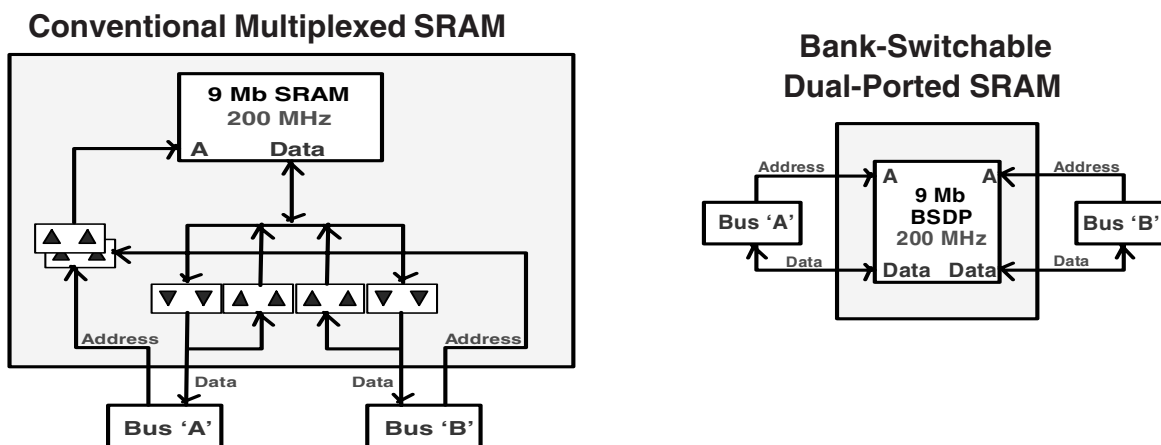 Conventional Multiplexed SRAM
9 Mb SRAM
200 MHz
A Data
Address
Data
Data
Address
Bus ‘A’
Bus ‘B’
Bank-Switchable
Dual-Ported SRAM
Address
Address
A
A
9 Mb
BSDP
200 MHz
Bus ‘A’
Bus ‘B’
Data
Data
Data Data